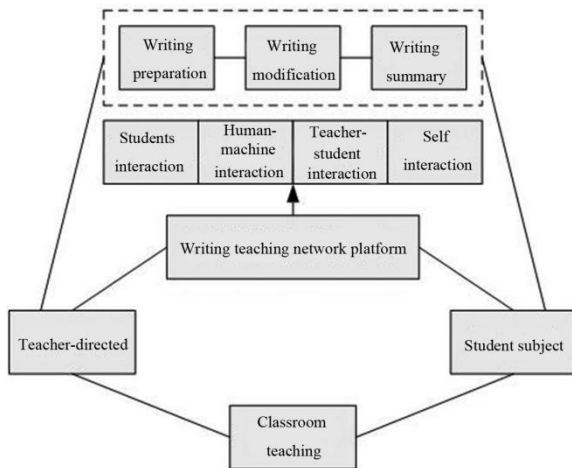 Writing
preparation
Writing
modification
Writing
summary
Students
interaction
Human-
machine
interaction
Teacher-
student
interaction
Self
interaction
Writing teaching network platform
Teacher-directed
Student subject
Classroom
teaching